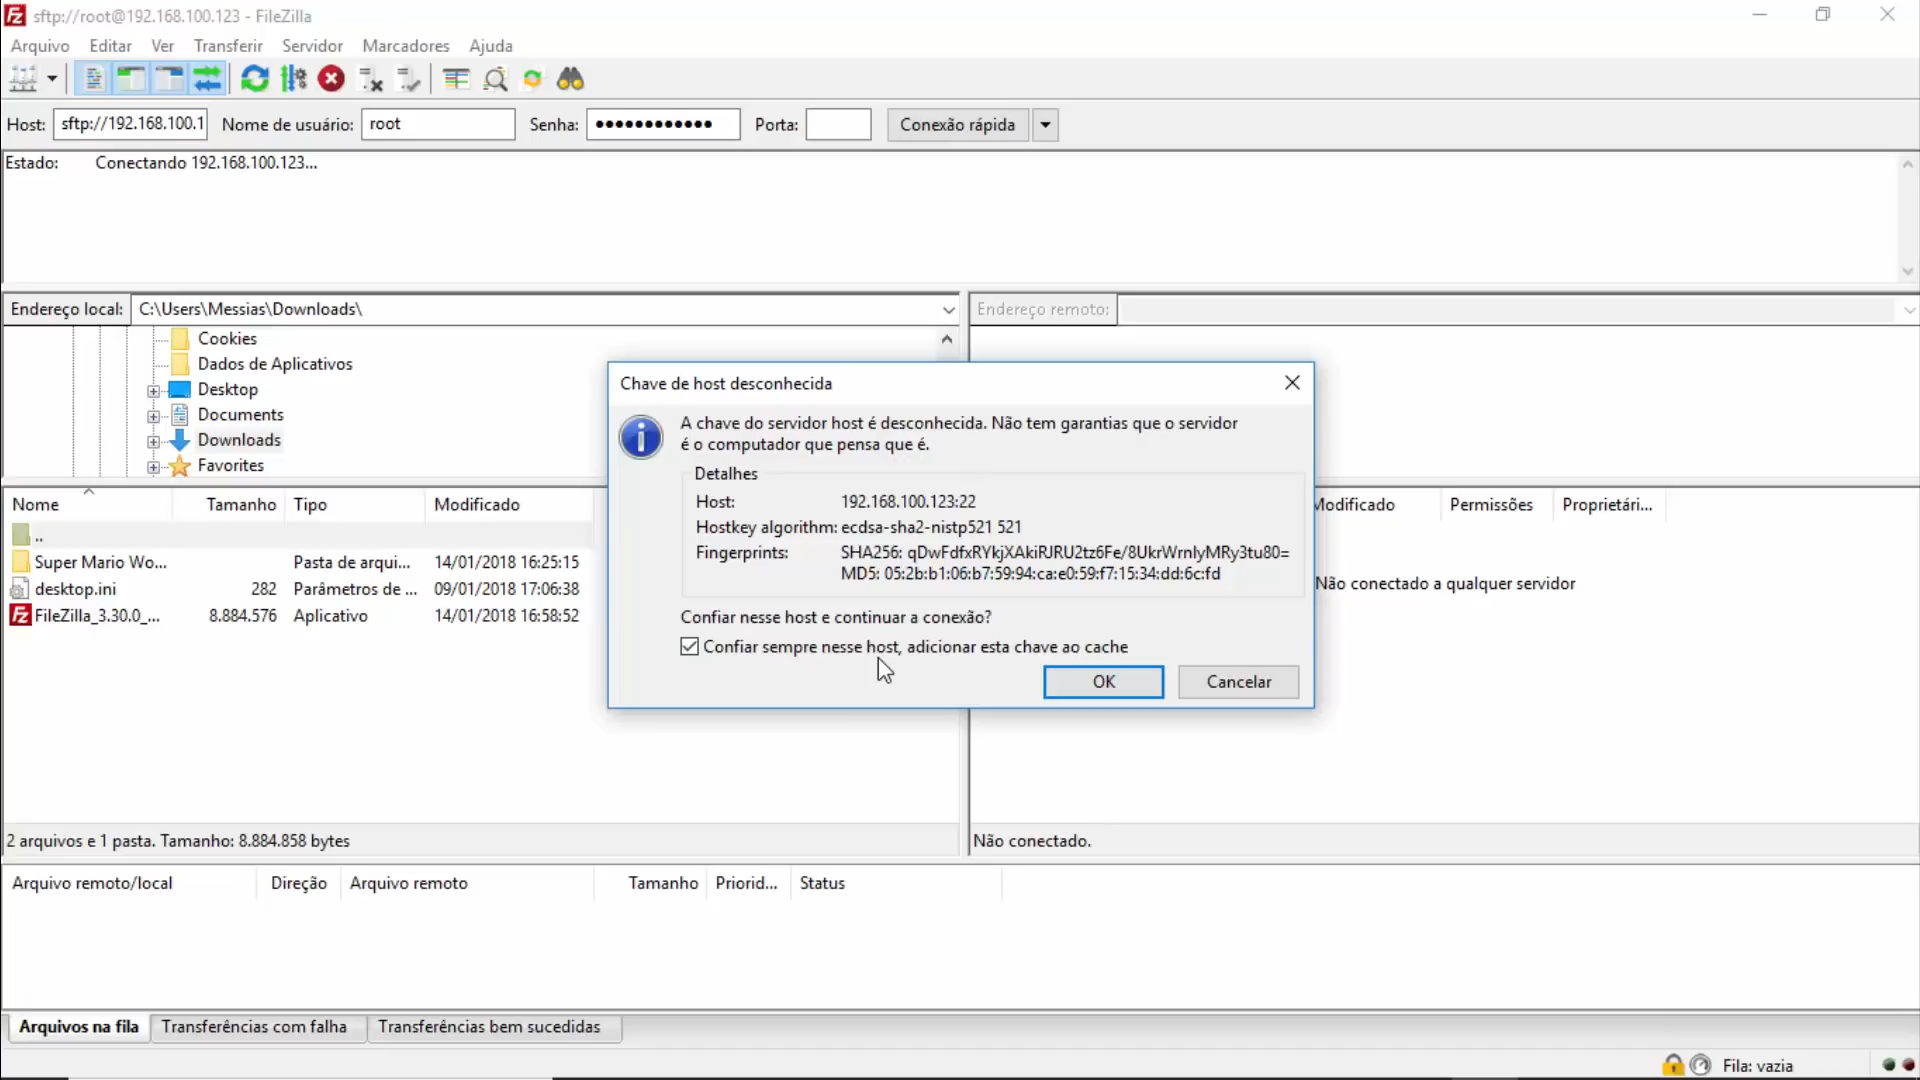 sftp://root@192.168.100.123 - FileZilla
Arquivo Editar Ver Transferir Servidor Marcadores Ajuda
Host: sftp://192.168.100.1 Nome de usuário: root Senha: ●●●●●●●●●●●● Porta: Conexão rápida
Estado: Conectando 192.168.100.123...
Endereço local: C:\Users\Messias\Downloads\
Endereço remoto:
Cookies
Dados de Aplicativos
Desktop
Documents
Downloads
Favorites
Nome Tamanho Tipo Modificado
..
Super Mario Wo... Pasta de arqui... 14/01/2018 16:25:15
desktop.ini 282 Parâmetros de ... 09/01/2018 17:06:38
FileZilla_3.30.0_... 8.884.576 Aplicativo 14/01/2018 16:58:52
2 arquivos e 1 pasta. Tamanho: 8.884.858 bytes
Chave de host desconhecida
A chave do servidor host é desconhecida. Não tem garantias que o servidor
é o computador que pensa que é.
Detalhes
Host: 192.168.100.123:22
Hostkey algorithm: ecdsa-sha2-nistp521 521
Fingerprints: SHA256: qDwFdfxRYkjXAkiRJRU2tz6Fe/8UkrWrnlyMRy3tu80=
MD5: 05:2b:b1:06:b7:59:94:ca:e0:59:f7:15:34:dd:6c:fd
Confiar nesse host e continuar a conexão?
Confiar sempre nesse host, adicionar esta chave ao cache
OK Cancelar
Modificado Permissões Proprietári...
Não conectado a qualquer servidor
Não conectado.
Arquivo remoto/local Direção Arquivo remoto Tamanho Priorid... Status
Arquivos na fila Transferências com falha Transferências bem sucedidas
Fila: vazia